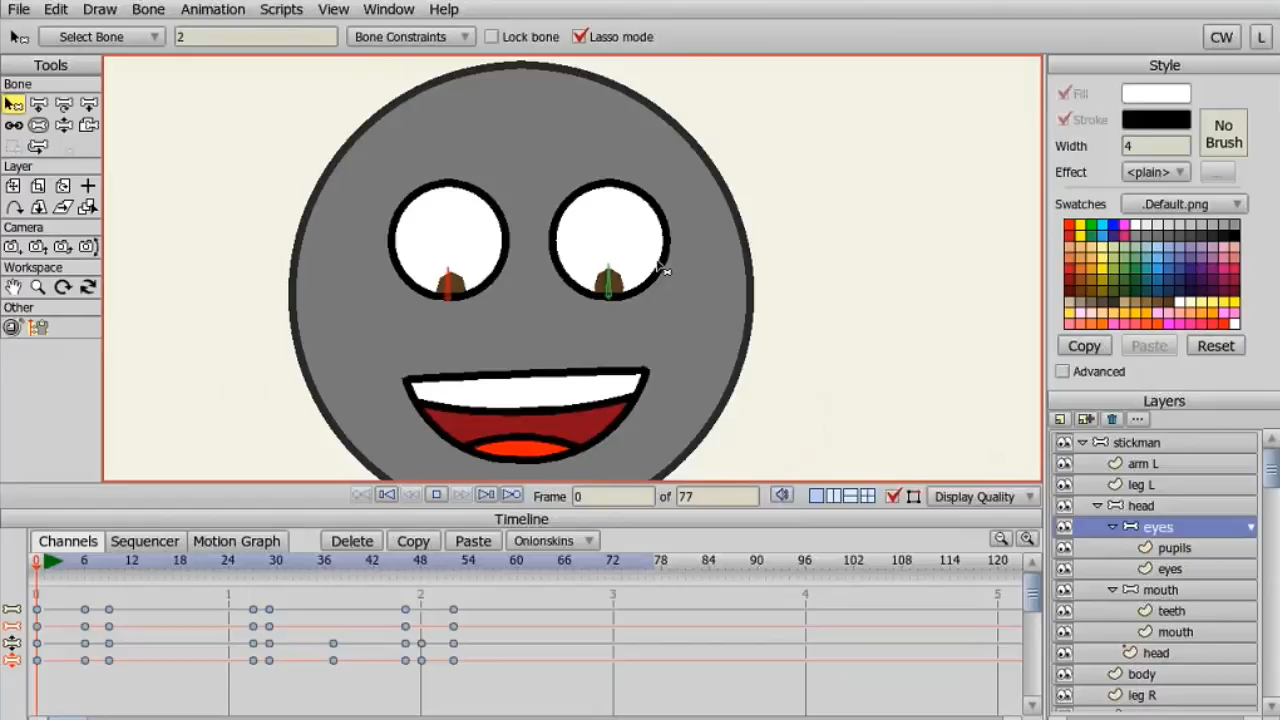 File Edit Draw Bone Animation Scripts View Window Help
Select Bone 2 Bone Constraints Lock bone Lasso mode CW L
Tools
Bone
Layer
Camera
Workspace
Other
Style
Fill
Stroke
No Brush
Width 4
Effect <plain> ...
Swatches .Default.png
Copy Paste Reset
Advanced
Layers
...
stickman
arm L
leg L
head
eyes
pupils
eyes
mouth
teeth
mouth
head
body
leg R
Frame 0 of 77 Display Quality
Timeline
Channels Sequencer Motion Graph Delete Copy Paste Onionskins
0 6 12 18 24 30 36 42 48 54 60 66 72 78 84 90 96 102 108 114 120
0 1 2 3 4 5